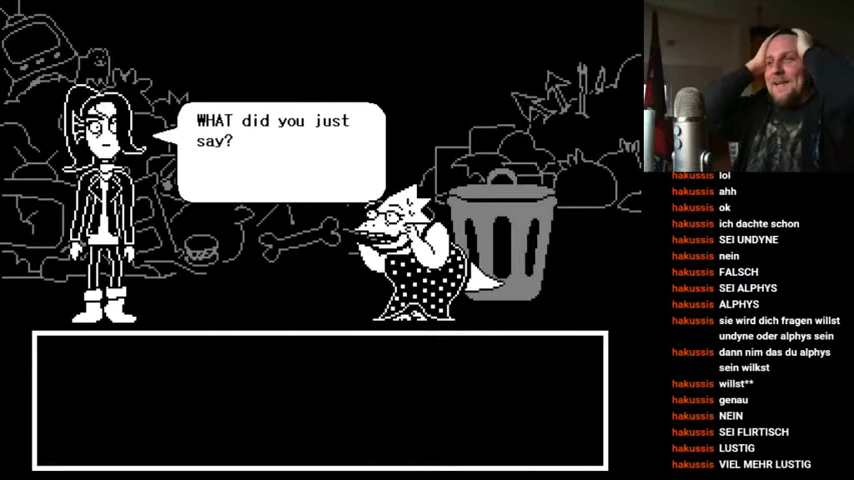 WHAT did you just
say?
hakussis lol
hakussis ahh
hakussis ok
hakussis ich dachte schon
hakussis SEI UNDYNE
hakussis nein
hakussis FALSCH
hakussis SEI ALPHYS
hakussis ALPHYS
hakussis sie wird dich fragen willst
undyne oder alphys sein
hakussis dann nim das du alphys
sein wilkst
hakussis willst**
hakussis genau
hakussis NEIN
hakussis SEI FLIRTISCH
hakussis LUSTIG
hakussis VIEL MEHR LUSTIG